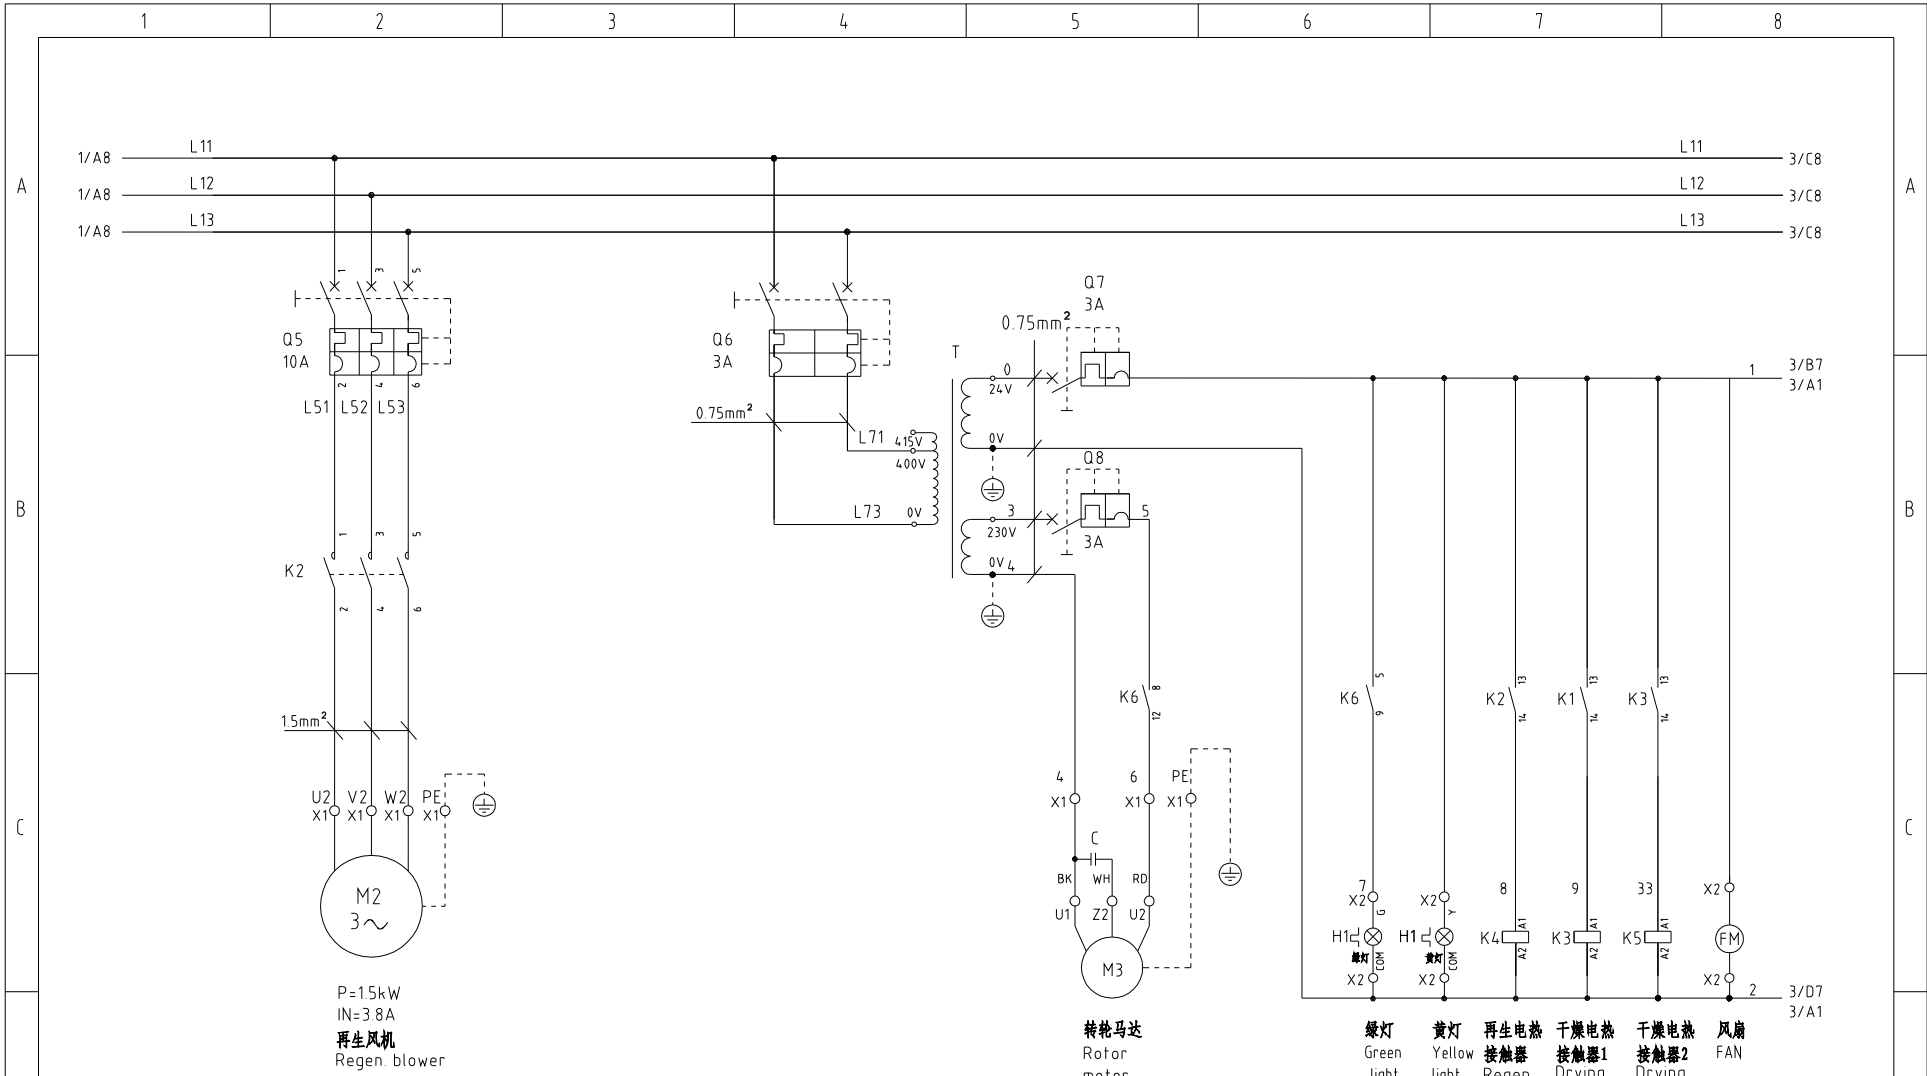 1 2 3 4 5 6 7 8
A A
B B
C C
1/A8 L11 L11 3/C8
1/A8 L12 L12 3/C8
1/A8 L13 L13 3/C8
1 3 5
Q5
10A
2 4 6
L51 L52 L53
1 3 5
K2
2 4 6
1.5mm²
U2 V2 W2 PE
X1 X1 X1 X1
M2
3~
P=1.5kW
IN=3.8A
再生风机
Regen. blower
Q6
3A
0.75mm²
L71 415V
400V
L73 0V
T
0.75mm²
Q7
3A
0
24V
0V
Q8
3 5
230V
3A
0V 4
K6 8
12
4 6 PE
X1 X1 X1
C
BK WH RD
U1 Z2 U2
M3
转轮马达
Rotor
motor
1 3/B7
3/A1
K6 5
9
K2 13
14
K1 13
14
K3 13
14
7 8 9 33
X2 X2 X2
G Y
H1 H1 K4 A1 A2 K3 A1 A2 K5 A1 A2 FM
绿灯 COM 黄灯 COM
X2 X2 X2
2 3/D7
3/A1
绿灯 黄灯 再生电热 干燥电热 干燥电热 风扇
Green Yellow 接触器 接触器1 接触器2 FAN
light light Regen. Drying Drying